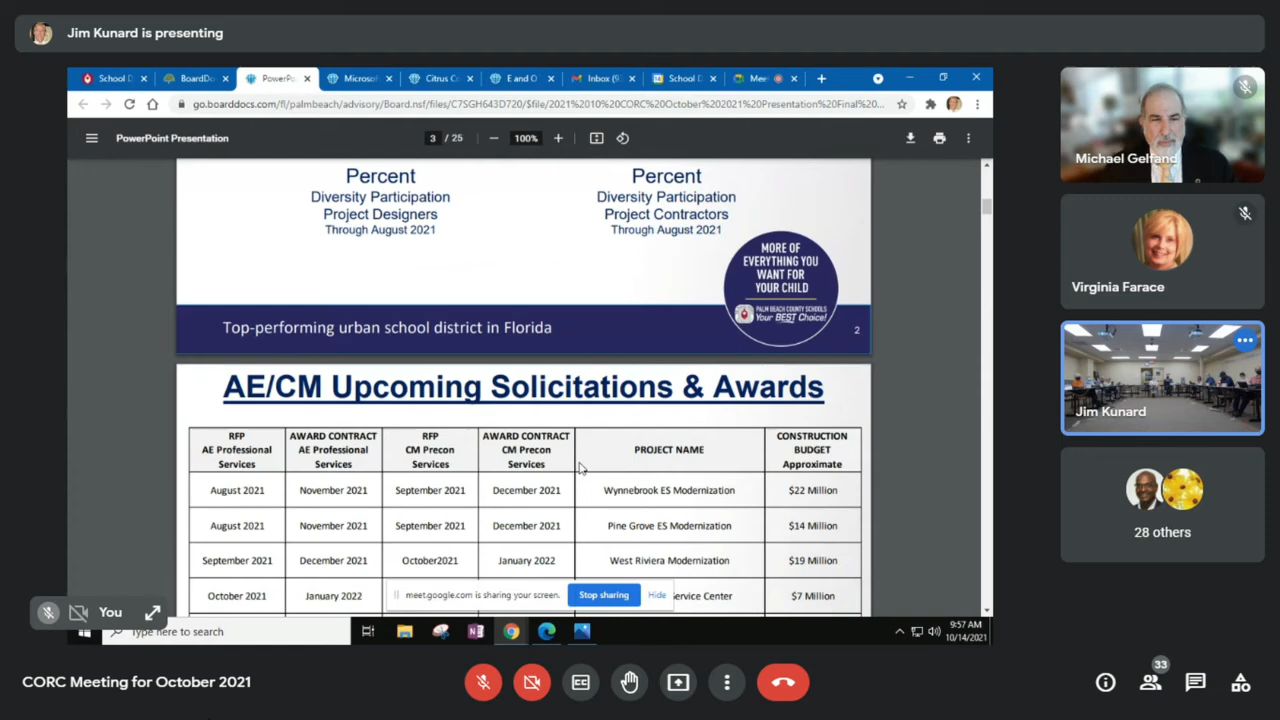 Jim Kunard is presenting
School D
BoardDo
PowerPo
Microsof
Citrus C
E and O
Inbox (9
School D
Mee
go.boarddocs.com/fl/palmbeach/advisory/Board.nsf/files/C7SGH643D720/$file/2021%2010%20CORC%20October%202021%20Presentation%20Final%20...
PowerPoint Presentation
3 / 25
100%
Percent
Diversity Participation
Project Designers
Through August 2021
Percent
Diversity Participation
Project Contractors
Through August 2021
MORE OF
EVERYTHING YOU
WANT FOR
YOUR CHILD
PALM BEACH COUNTY SCHOOLS
Your BEST Choice!
Top-performing urban school district in Florida
2
AE/CM Upcoming Solicitations & Awards
RFP AE Professional Services
AWARD CONTRACT AE Professional Services
RFP CM Precon Services
AWARD CONTRACT CM Precon Services
PROJECT NAME
CONSTRUCTION BUDGET Approximate
August 2021 November 2021 September 2021 December 2021 Wynnebrook ES Modernization $22 Million
August 2021 November 2021 September 2021 December 2021 Pine Grove ES Modernization $14 Million
September 2021 December 2021 October2021 January 2022 West Riviera Modernization $19 Million
October 2021 January 2022 Service Center $7 Million
meet.google.com is sharing your screen.
Stop sharing
Hide
Type here to search
9:57 AM
10/14/2021
You
Michael Gelfand
Virginia Farace
Jim Kunard
28 others
CORC Meeting for October 2021
33